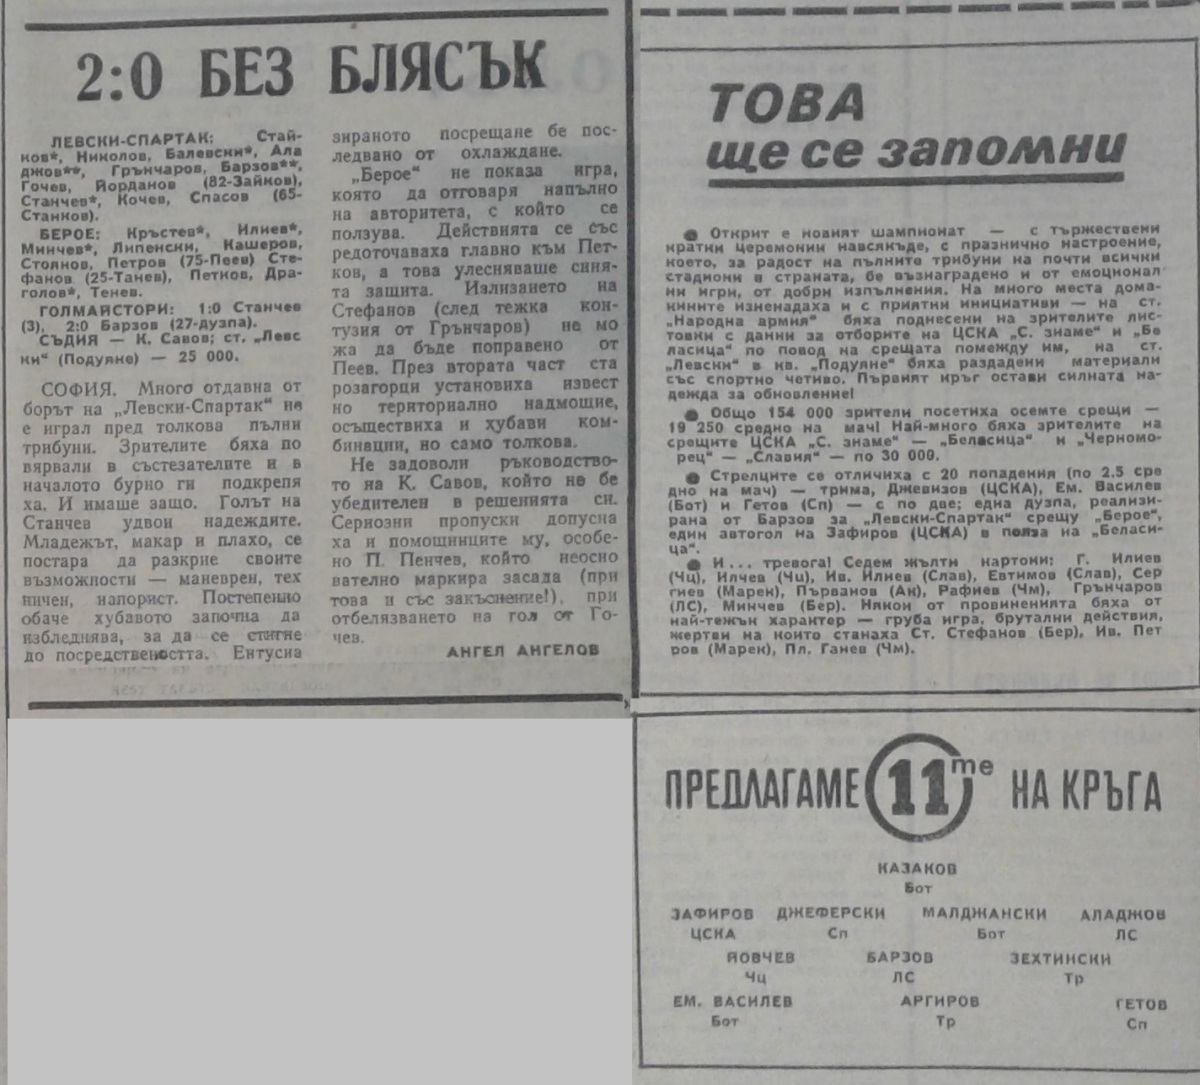 2:0 БЕЗ БЛЯСЪК
ЛЕВСКИ-СПАРТАК: Стай-
ков*, Николов, Балевски*, Ала
джов**, Грънчаров, Барзов**,
Гочев, Йорданов (82-Зайков),
Станчев*, Кочев, Спасов (65-
Станков).
БЕРОЕ: Кръстев*, Илиев*,
Минчев*, Липенски, Кашеров,
Стоянов, Петров (75-Пеев) Сте-
фанов (25-Танев), Петков, Дра-
голов*, Тенев.
ГОЛМАЙСТОРИ: 1:0 Станчев
(3), 2:0 Барзов (27-дузпа).
СЪДИЯ — К. Савов; ст. „Левс
ки“ (Подуяне) — 25 000.
СОФИЯ. Много отдавна от
борът на „Левски-Спартак“ не
е играл пред толкова пълни
трибуни. Зрителите бяха по
вярвали в състезателите и в
началото бурно ги подкрепя
ха. И имаше защо. Голът на
Станчев удвои надеждите.
Младежът, макар и плахо, се
постара да разкрие своите
възможности — маневрен, тех
ничен, напорист. Постепенно
обаче хубавото започна да
избледнява, за да се стигне
до посредствеността. Ентуσиа
зираното посрещане бе пос-
ледвано от охлаждане.
„Берое“ не показа игра,
която да отговаря напълно
на авторитета, с който се
ползува. Действията се със
редоточаваха главно към Пет-
ков, а това улесняваше синя-
та защита. Излизането на
Стефанов (след тежка кон-
тузия от Грънчаров) не мо
жа да бъде поправено от
Пеев. През втората част ста
розагорци установиха извест
но териториално надмощие,
осъществиха и хубави ком-
бинации, но само толкова.
Не задоволи ръководство-
то на К. Савов, който не бе
убедителен в решенията си.
Сериозни пропуски допусна
ха и помощниците му, особе-
но П. Пенчев, който неосно
вателно маркира засада (при
това и със закъснение!), при
отбелязването на гол от Го-
чев.
АНГЕЛ АНГЕЛОВ
ТОВА
ще се запомни
● Открит е новият шампионат — с тържествени
кратки церемонии навсякъде, с празнично настроение,
което, за радост на пълните трибуни на почти всички
стадиони в страната, бе възнаградено и от емоционал
ни игри, от добри изпълнения. На много места дома-
кините изненадаха и с приятни инициативи — на ст.
„Народна армия“ бяха поднесени на зрителите лис-
товки с данни за отборите на ЦСКА „С. знаме“ и „Бе
ласица“ по повод на срещата помежду им, на ст.
„Левски“ в кв. „Подуяне“ бяха раздадени материали
със спортно четиво. Първият кръг остави силната на-
дежда за обновление!
● Общо 154 000 зрители посетиха осемте срещи —
19 250 средно на мач! Най-много бяха зрителите на
срещите ЦСКА „С. знаме“ — „Беласица“ и „Черномо-
рец“ — „Славия“ — по 30 000.
● Стрелците се отличиха с 20 попадения (по 2.5 сре
дно на мач) — трима, Джевизов (ЦСКА), Ем. Василев
(Бот) и Гетов (Сп) — с по две; една дузпа, реализи-
рана от Барзов за „Левски-Спартак“ срещу „Берое“,
един автогол на Зафиров (ЦСКА) в полза на „Беласи-
ца“.
● И... тревога! Седем жълти картони: Г. Илиев
(Чц), Илчев (Чц), Ив. Илиев (Слав), Евтимов (Слав), Сер
гиев (Марек), Първанов (Ак), Рафиев (Чм), Грънчаров
(ЛС), Минчев (Бер). Някои от провиненията бяха от
най-тежък характер — груба игра, брутални действия,
жертви на които станаха Ст. Стефанов (Бер), Ив. Пет
ров (Марек), Пл. Ганев (Чм).
ПРЕДЛАГАМЕ 11те НА КРЪГА
КАЗАКОВ
Бот
ЗАФИРОВ ДЖЕФЕРСКИ МАЛДЖАНСКИ АЛАДЖОВ
ЦСКА Сп Бот ЛС
ЙОВЧЕВ БАРЗОВ ЗЕХТИНСКИ
Чц ЛС Тр
ЕМ. ВАСИЛЕВ АРГИРОВ ГЕТОВ
Бот Тр Сп